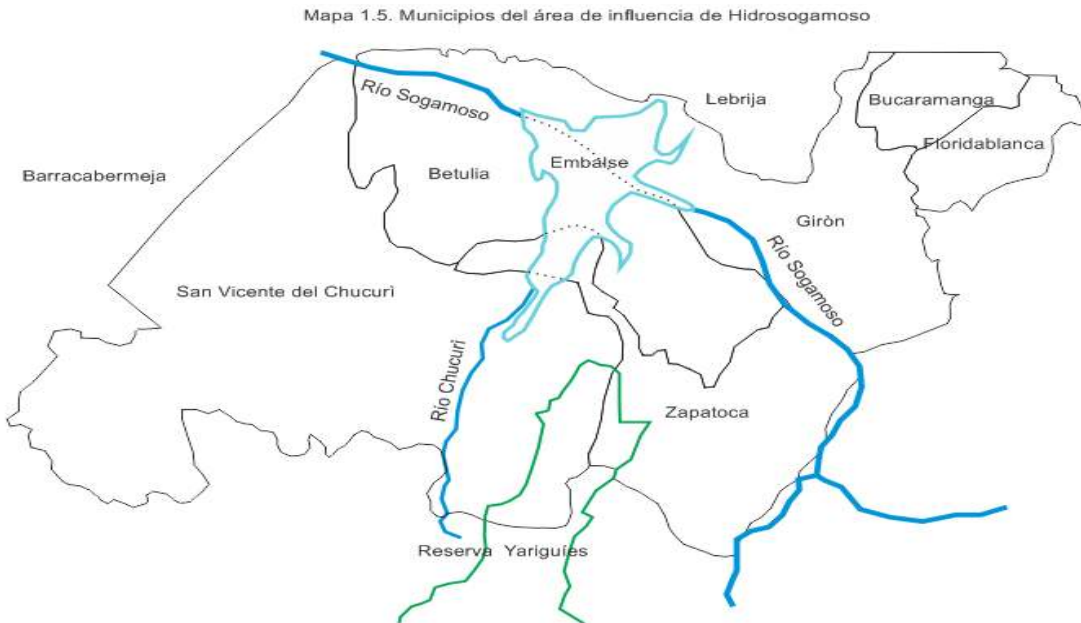 Mapa 1.5. Municipios del área de influencia de Hidrosogamoso
Río Sogamoso
Lebrija
Bucaramanga
Floridablanca
Barracabermeja
Betulia
Embalse
Giròn
Río Sogamoso
San Vicente del Chucurì
Río Chucuri
Zapatoca
Reserva Yariguíes